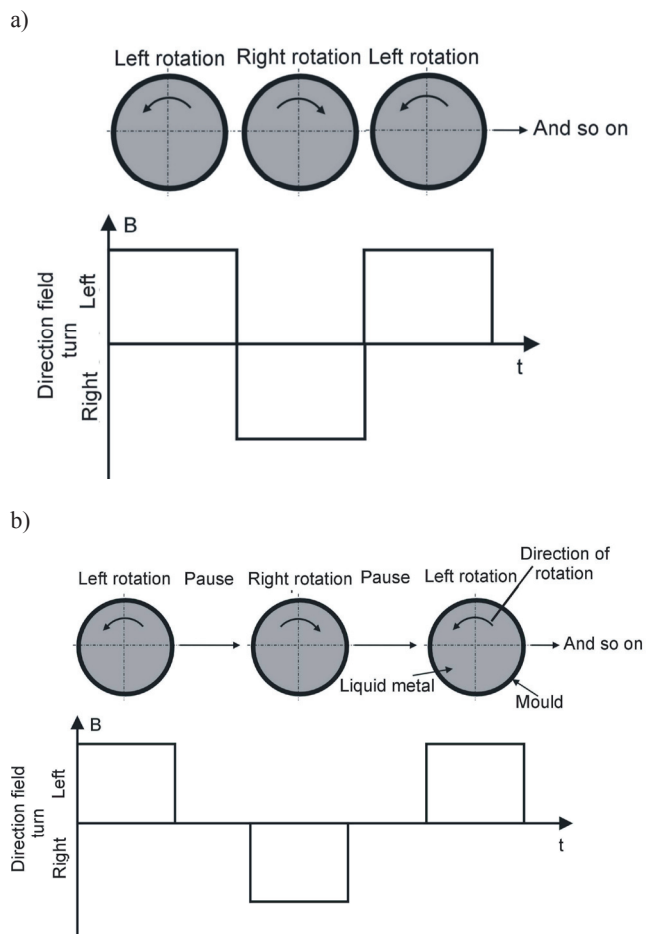 a)
Left rotation Right rotation Left rotation
And so on
B
Direction field
turn
Left
Right
t
b)
Direction of
rotation
Left rotation Pause Right rotation Pause Left rotation
And so on
Liquid metal
Mould
B
Direction field
turn
Left
Right
t